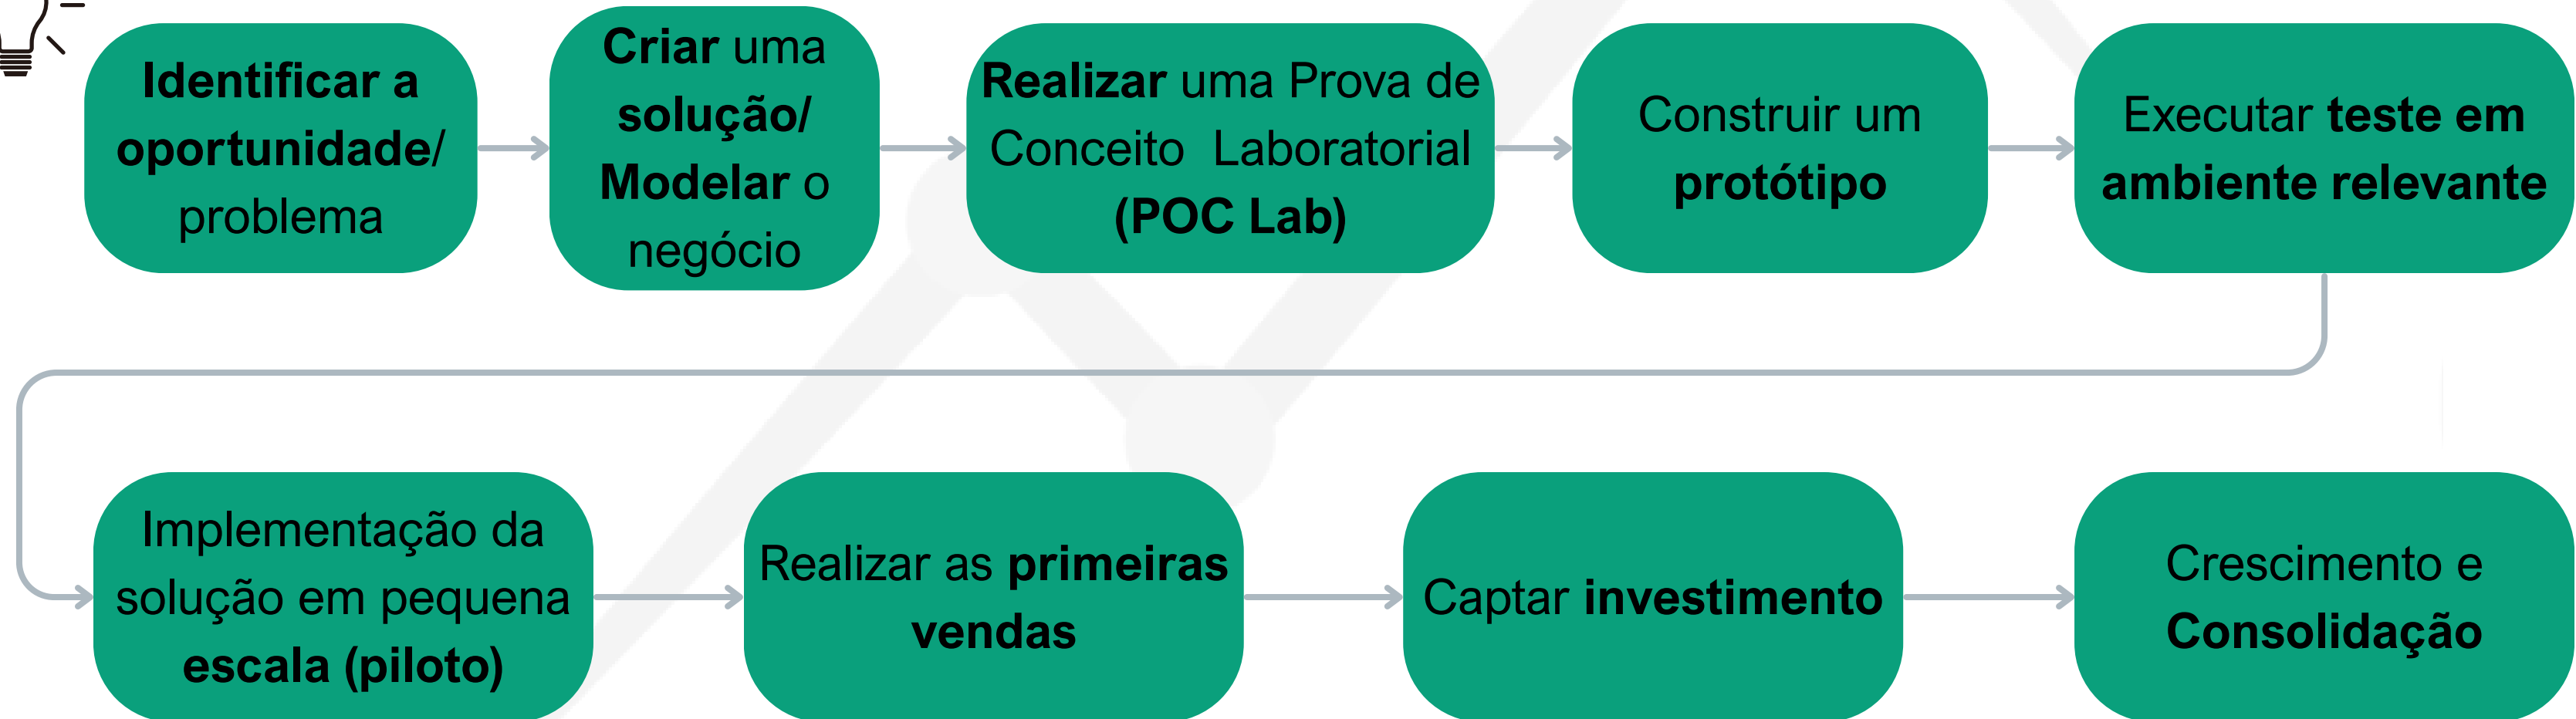 Identificar a
oportunidade/
problema
Criar uma
solução/
Modelar o
negócio
Realizar uma Prova de
Conceito Laboratorial
(POC Lab)
Construir um
protótipo
Executar teste em
ambiente relevante
Implementação da
solução em pequena
escala (piloto)
Realizar as primeiras
vendas
Captar investimento
Crescimento e
Consolidação